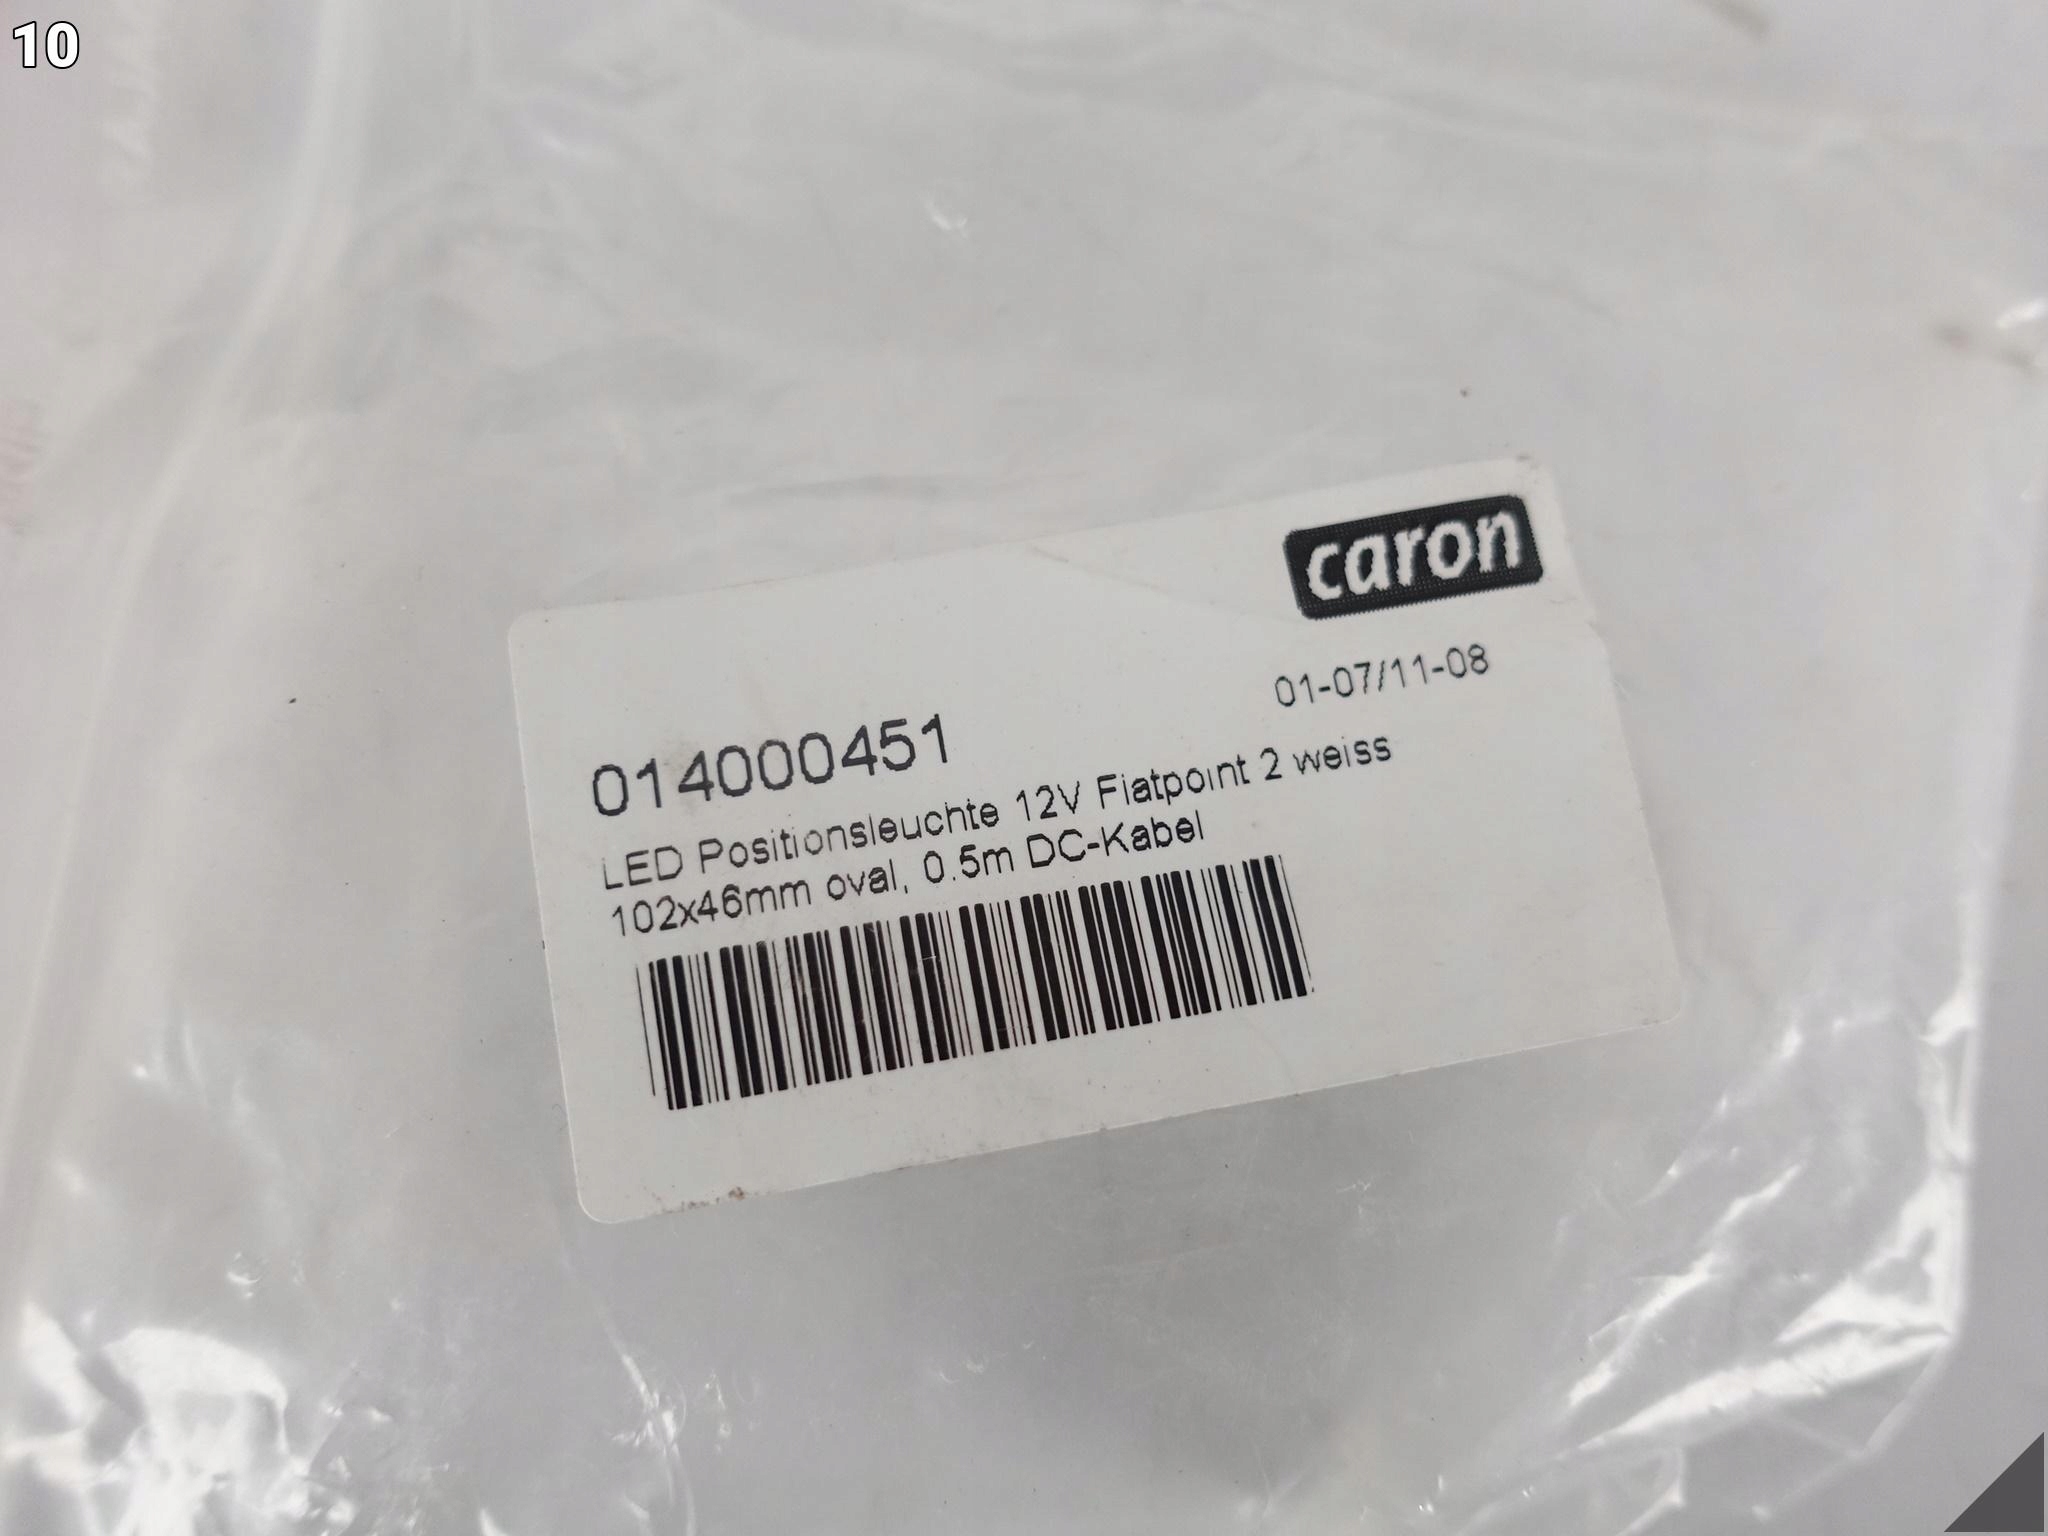 10
caron
01-07/11-08
014000451
LED Positionsleuchte 12V Flatpoint 2 weiss
102x46mm oval, 0.5m DC-Kabel